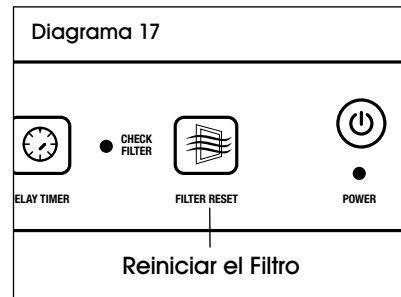 Diagrama 17
CHECK
FILTER
ELAY TIMER
FILTER RESET
POWER
Reiniciar el Filtro